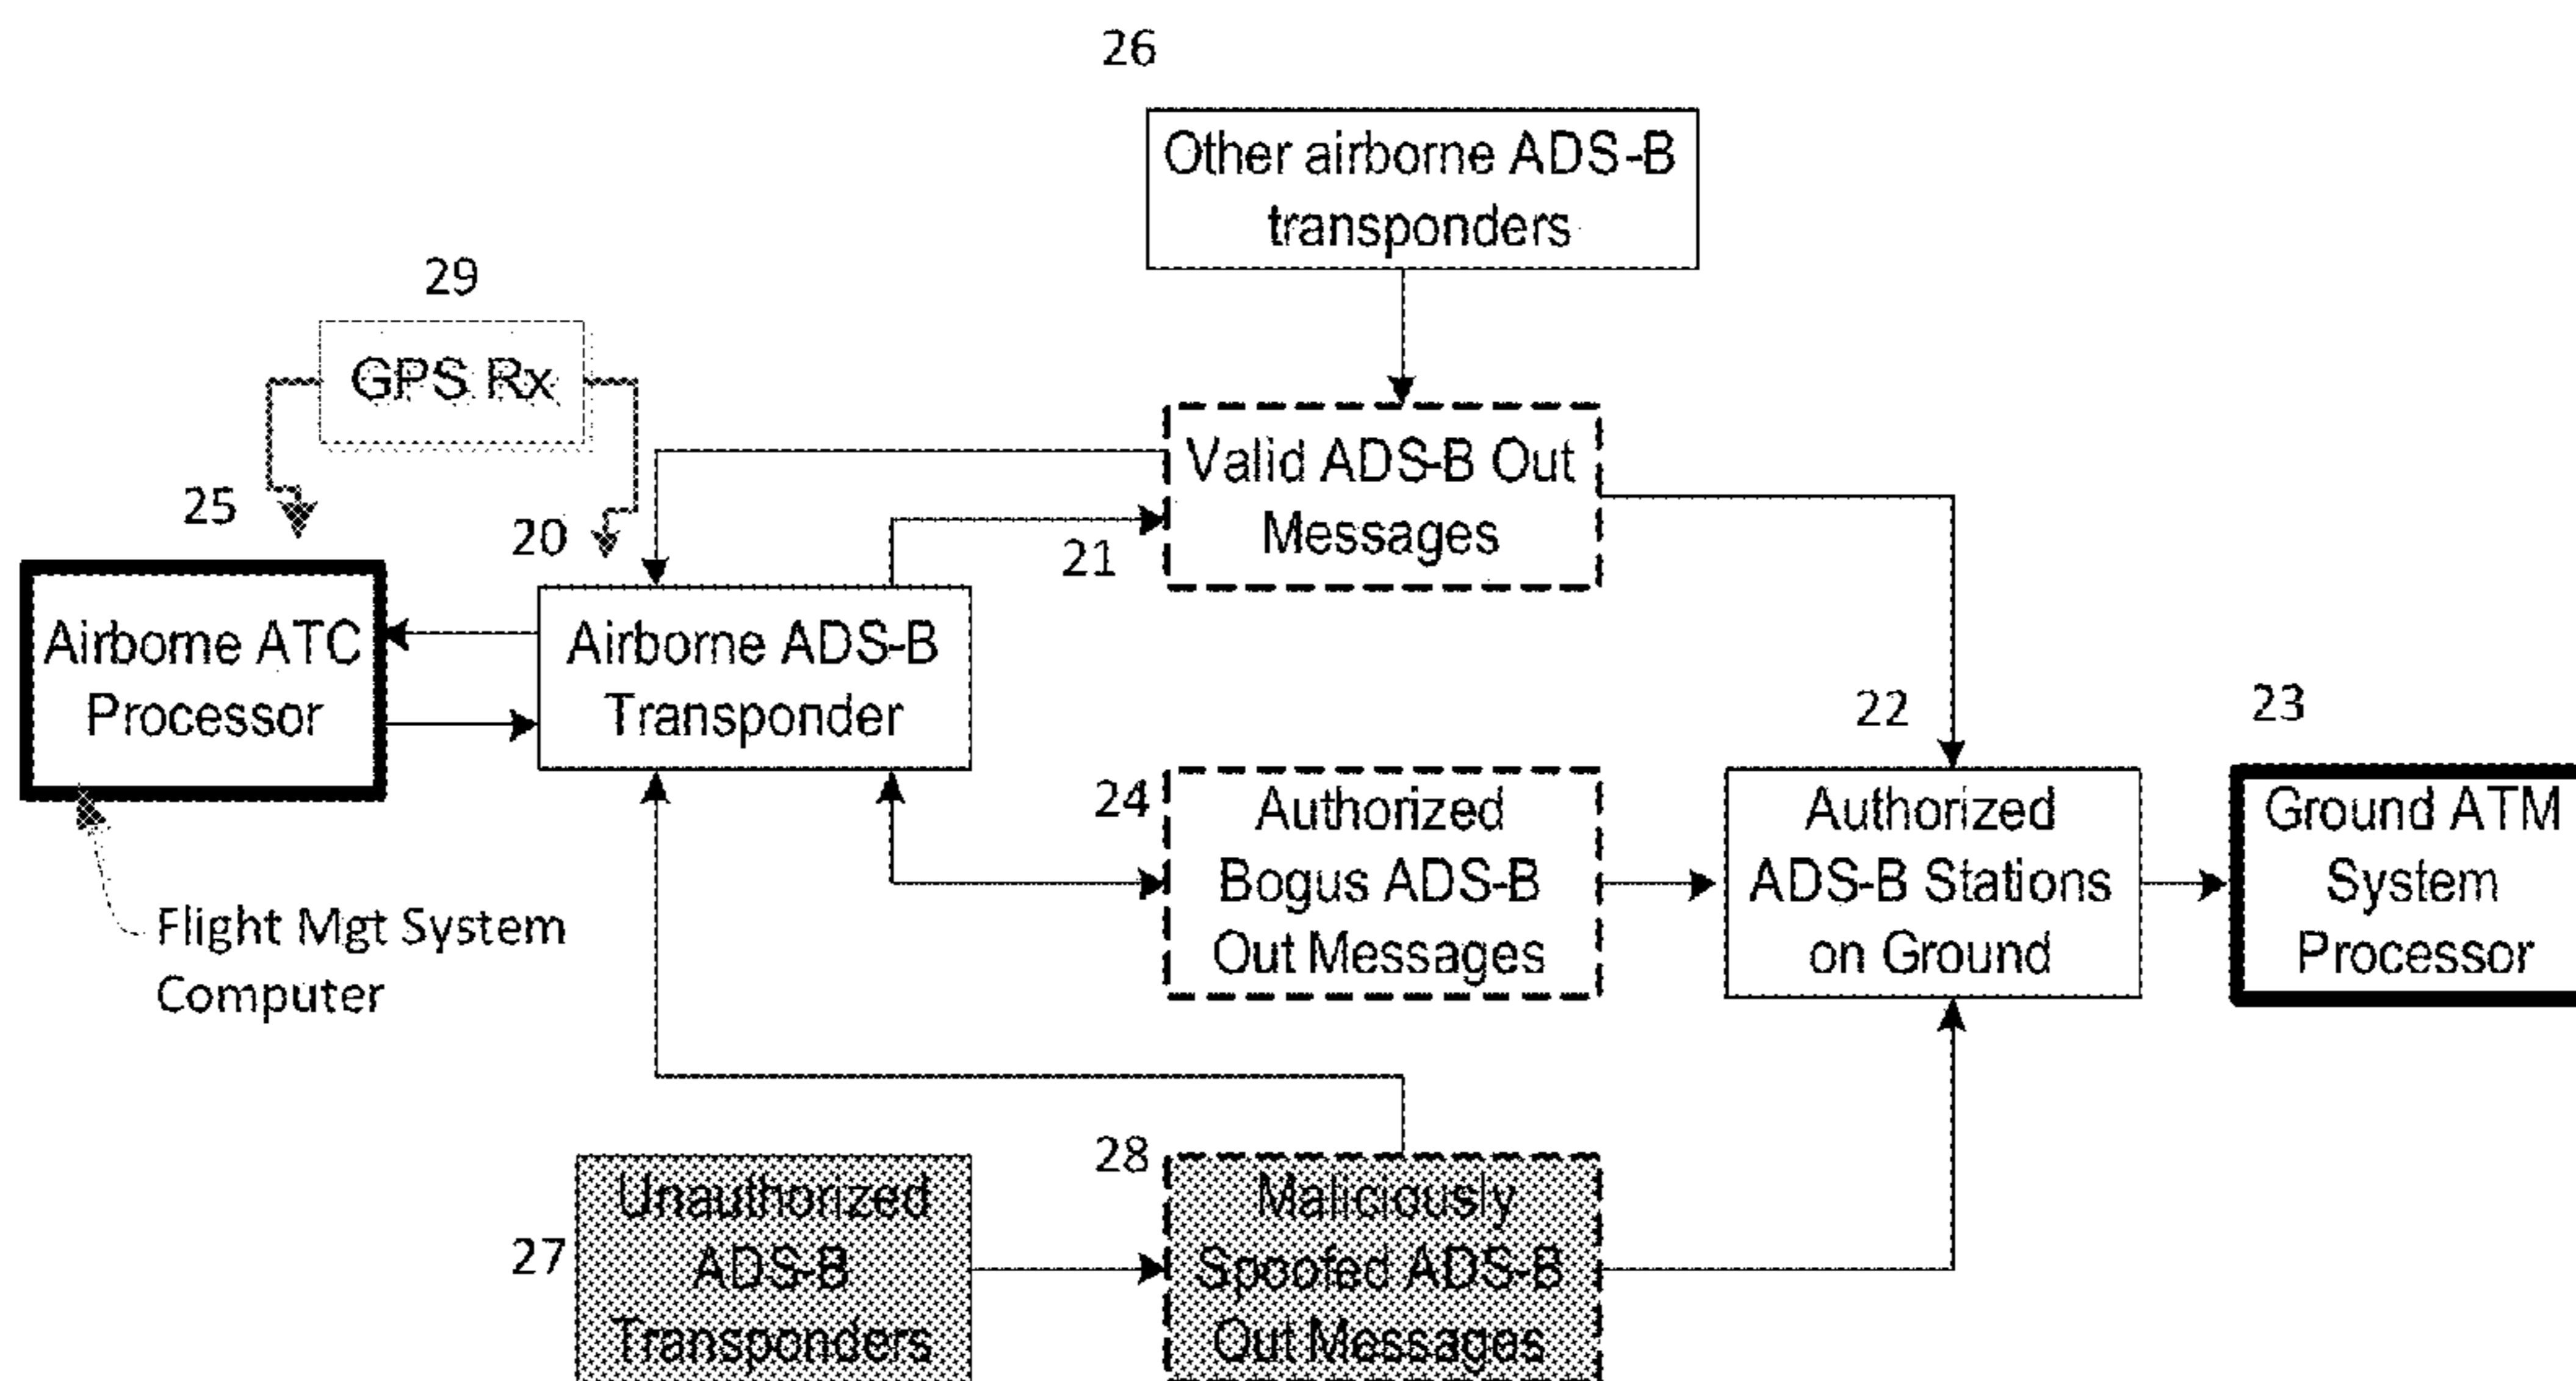 26
Other airborne ADS-B
transponders
29
GPS Rx
25
20
Valid ADS-B Out
Messages
21
Airborne ATC
Processor
Airborne ADS-B
Transponder
22
23
24
Authorized
Bogus ADS-B
Out Messages
Authorized
ADS-B Stations
on Ground
Ground ATM
System
Processor
Flight Mgt System
Computer
28
27
Unauthorized
ADS-B
Transponders
Maliciously
Spoofed ADS-B
Out Messages